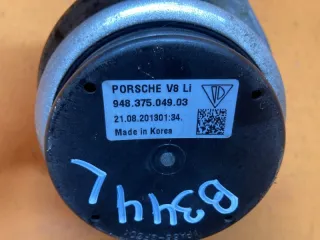 PORSCHE V8 Li
948.375.049.03
21.08.201301:34.
Made in Korea
B344L